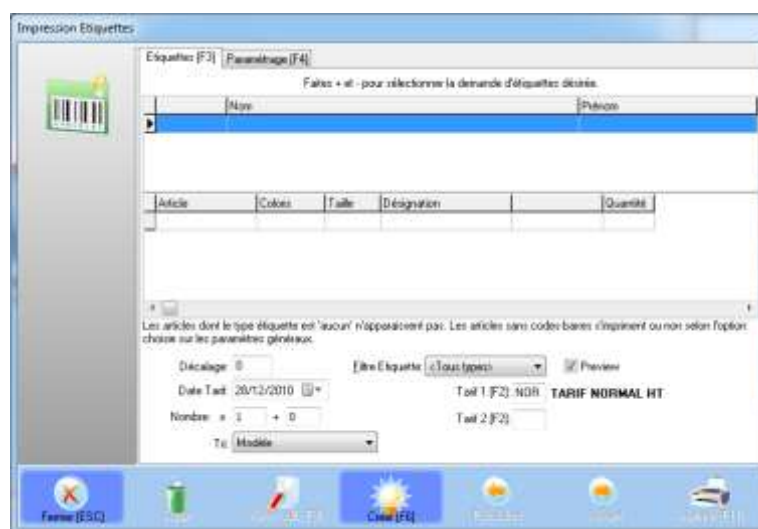 Impression Etiquettes
Etiquettes [F3] Paramétrage [F4]
Faites + et - pour sélectionner la demande d'étiquettes désirée.
Nom Prénom
Article Coloris Taille Désignation Quantité
Les articles dont le type étiquette est 'aucun' n'apparaissent pas. Les articles sans codes barres s'impriment ou non selon l'option
choisie sur les paramètres généraux.
Décalage 0 Filtre Etiquette <Tous types> Preview
Date Tarif 28/12/2010 Tarif 1 [F2] NOR TARIF NORMAL HT
Nombre x 1 + 0 Tarif 2 [F2]
Tri Modèle
Fermer [ESC] Créer [F6]